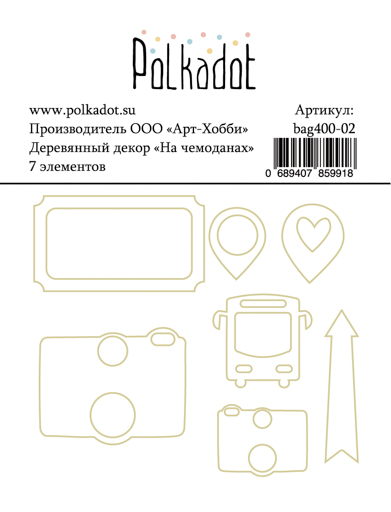 Polkadot
www.polkadot.su
Артикул:
Производитель ООО «Арт-Хобби»
bag400-02
Деревянный декор «На чемоданах»
7 элементов
0 689407 859918